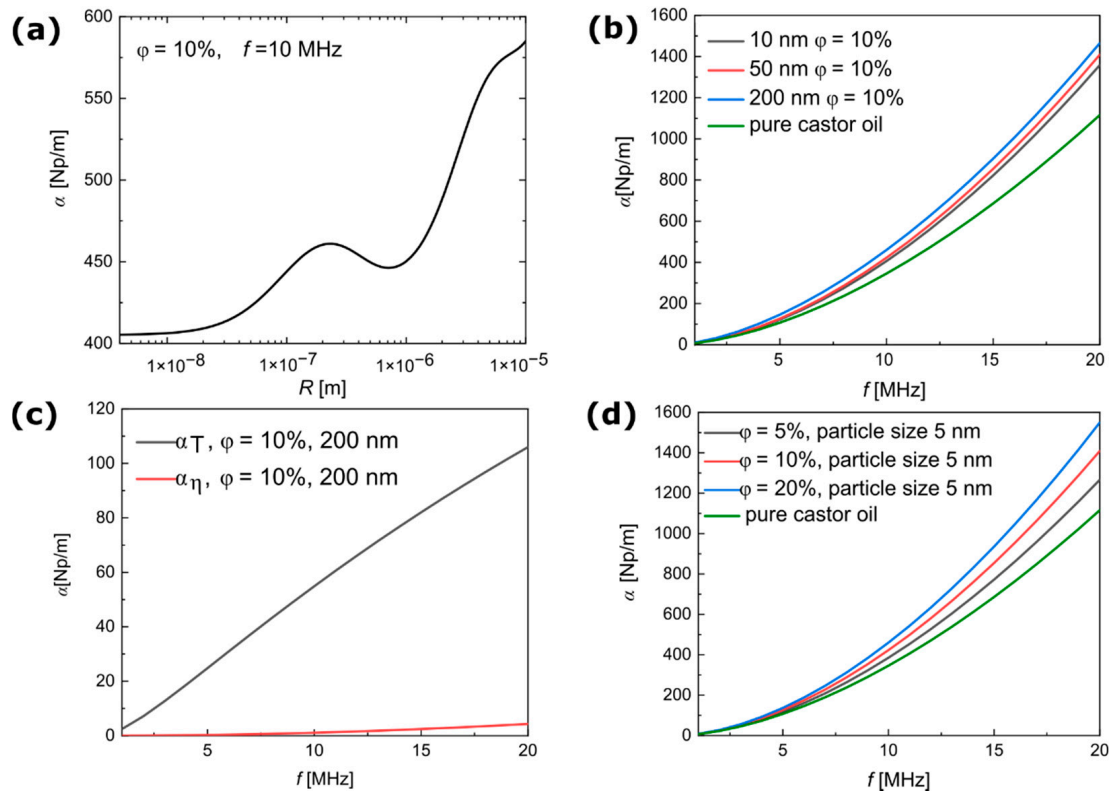 (a)
φ = 10%, f =10 MHz
600
550
500
450
400
α [Np/m]
1×10⁻⁸ 1×10⁻⁷ 1×10⁻⁶ 1×10⁻⁵
R [m]
(b)
10 nm φ = 10%
50 nm φ = 10%
200 nm φ = 10%
pure castor oil
1600
1400
1200
1000
800
600
400
200
0
α[Np/m]
5 10 15 20
f [MHz]
(c)
αT, φ = 10%, 200 nm
αη, φ = 10%, 200 nm
120
100
80
60
40
20
0
α[Np/m]
5 10 15 20
f [MHz]
(d)
φ = 5%, particle size 5 nm
φ = 10%, particle size 5 nm
φ = 20%, particle size 5 nm
pure castor oil
1600
1400
1200
1000
800
600
400
200
0
α [Np/m]
5 10 15 20
f [MHz]